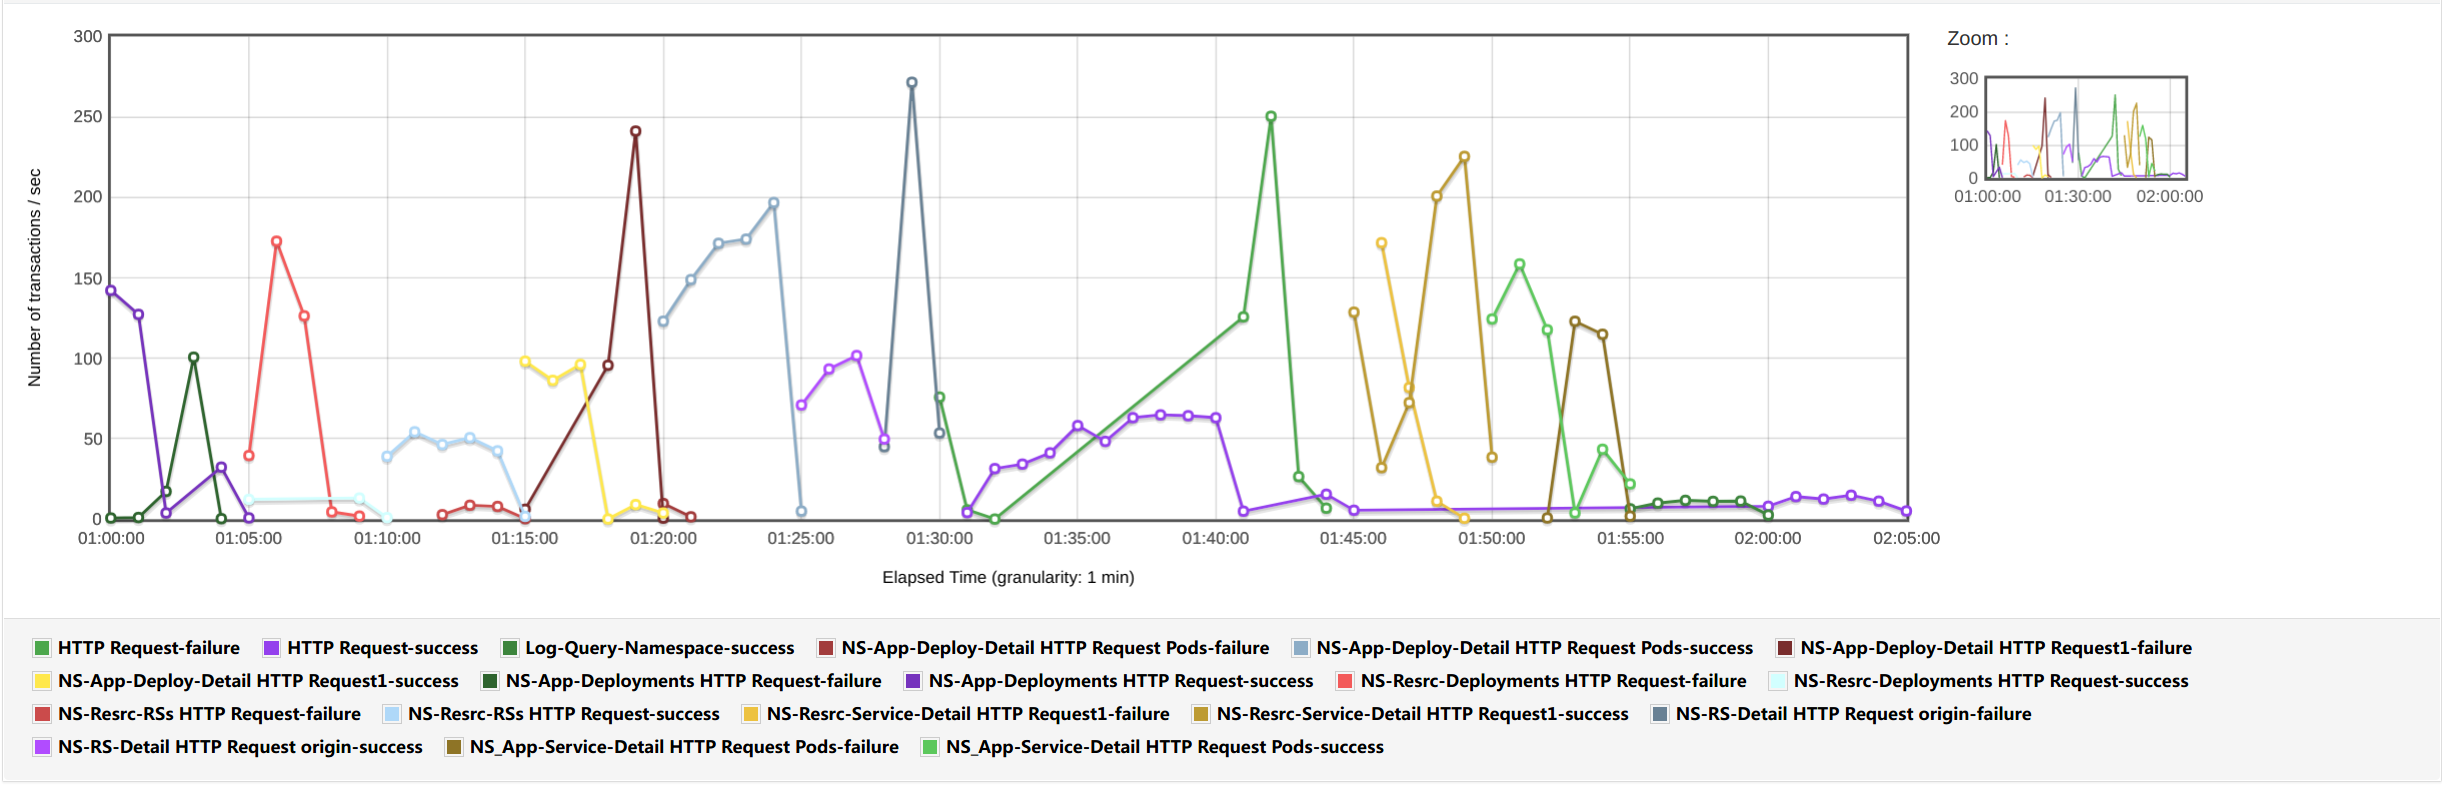 300
250
200
150
100
50
0
Number of transactions / sec
01:00:00 01:05:00 01:10:00 01:15:00 01:20:00 01:25:00 01:30:00 01:35:00 01:40:00 01:45:00 01:50:00 01:55:00 02:00:00 02:05:00
Elapsed Time (granularity: 1 min)
Zoom :
300
200
100
0
01:00:00 01:30:00 02:00:00
HTTP Request-failure HTTP Request-success Log-Query-Namespace-success NS-App-Deploy-Detail HTTP Request Pods-failure NS-App-Deploy-Detail HTTP Request Pods-success NS-App-Deploy-Detail HTTP Request1-failure
NS-App-Deploy-Detail HTTP Request1-success NS-App-Deployments HTTP Request-failure NS-App-Deployments HTTP Request-success NS-Resrc-Deployments HTTP Request-failure NS-Resrc-Deployments HTTP Request-success
NS-Resrc-RSs HTTP Request-failure NS-Resrc-RSs HTTP Request-success NS-Resrc-Service-Detail HTTP Request1-failure NS-Resrc-Service-Detail HTTP Request1-success NS-RS-Detail HTTP Request origin-failure
NS-RS-Detail HTTP Request origin-success NS_App-Service-Detail HTTP Request Pods-failure NS_App-Service-Detail HTTP Request Pods-success